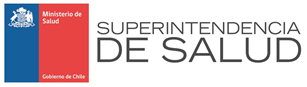 Ministerio de
Salud
Gobierno de Chile
SUPERINTENDENCIA
DE SALUD